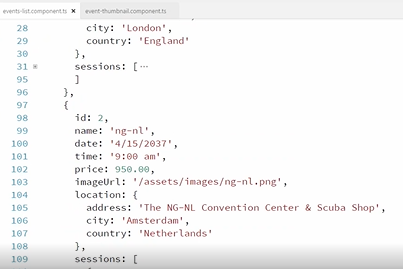 events-list.component.ts × event-thumbnail.component.ts
28 city: 'London',
29 country: 'England'
30 },
31 sessions: [...
95 ]
96 },
97 {
98 id: 2,
99 name: 'ng-nl',
100 date: '4/15/2037',
101 time: '9:00 am',
102 price: 950.00,
103 imageUrl: '/assets/images/ng-nl.png',
104 location: {
105 address: 'The NG-NL Convention Center & Scuba Shop',
106 city: 'Amsterdam',
107 country: 'Netherlands'
108 },
109 sessions: [